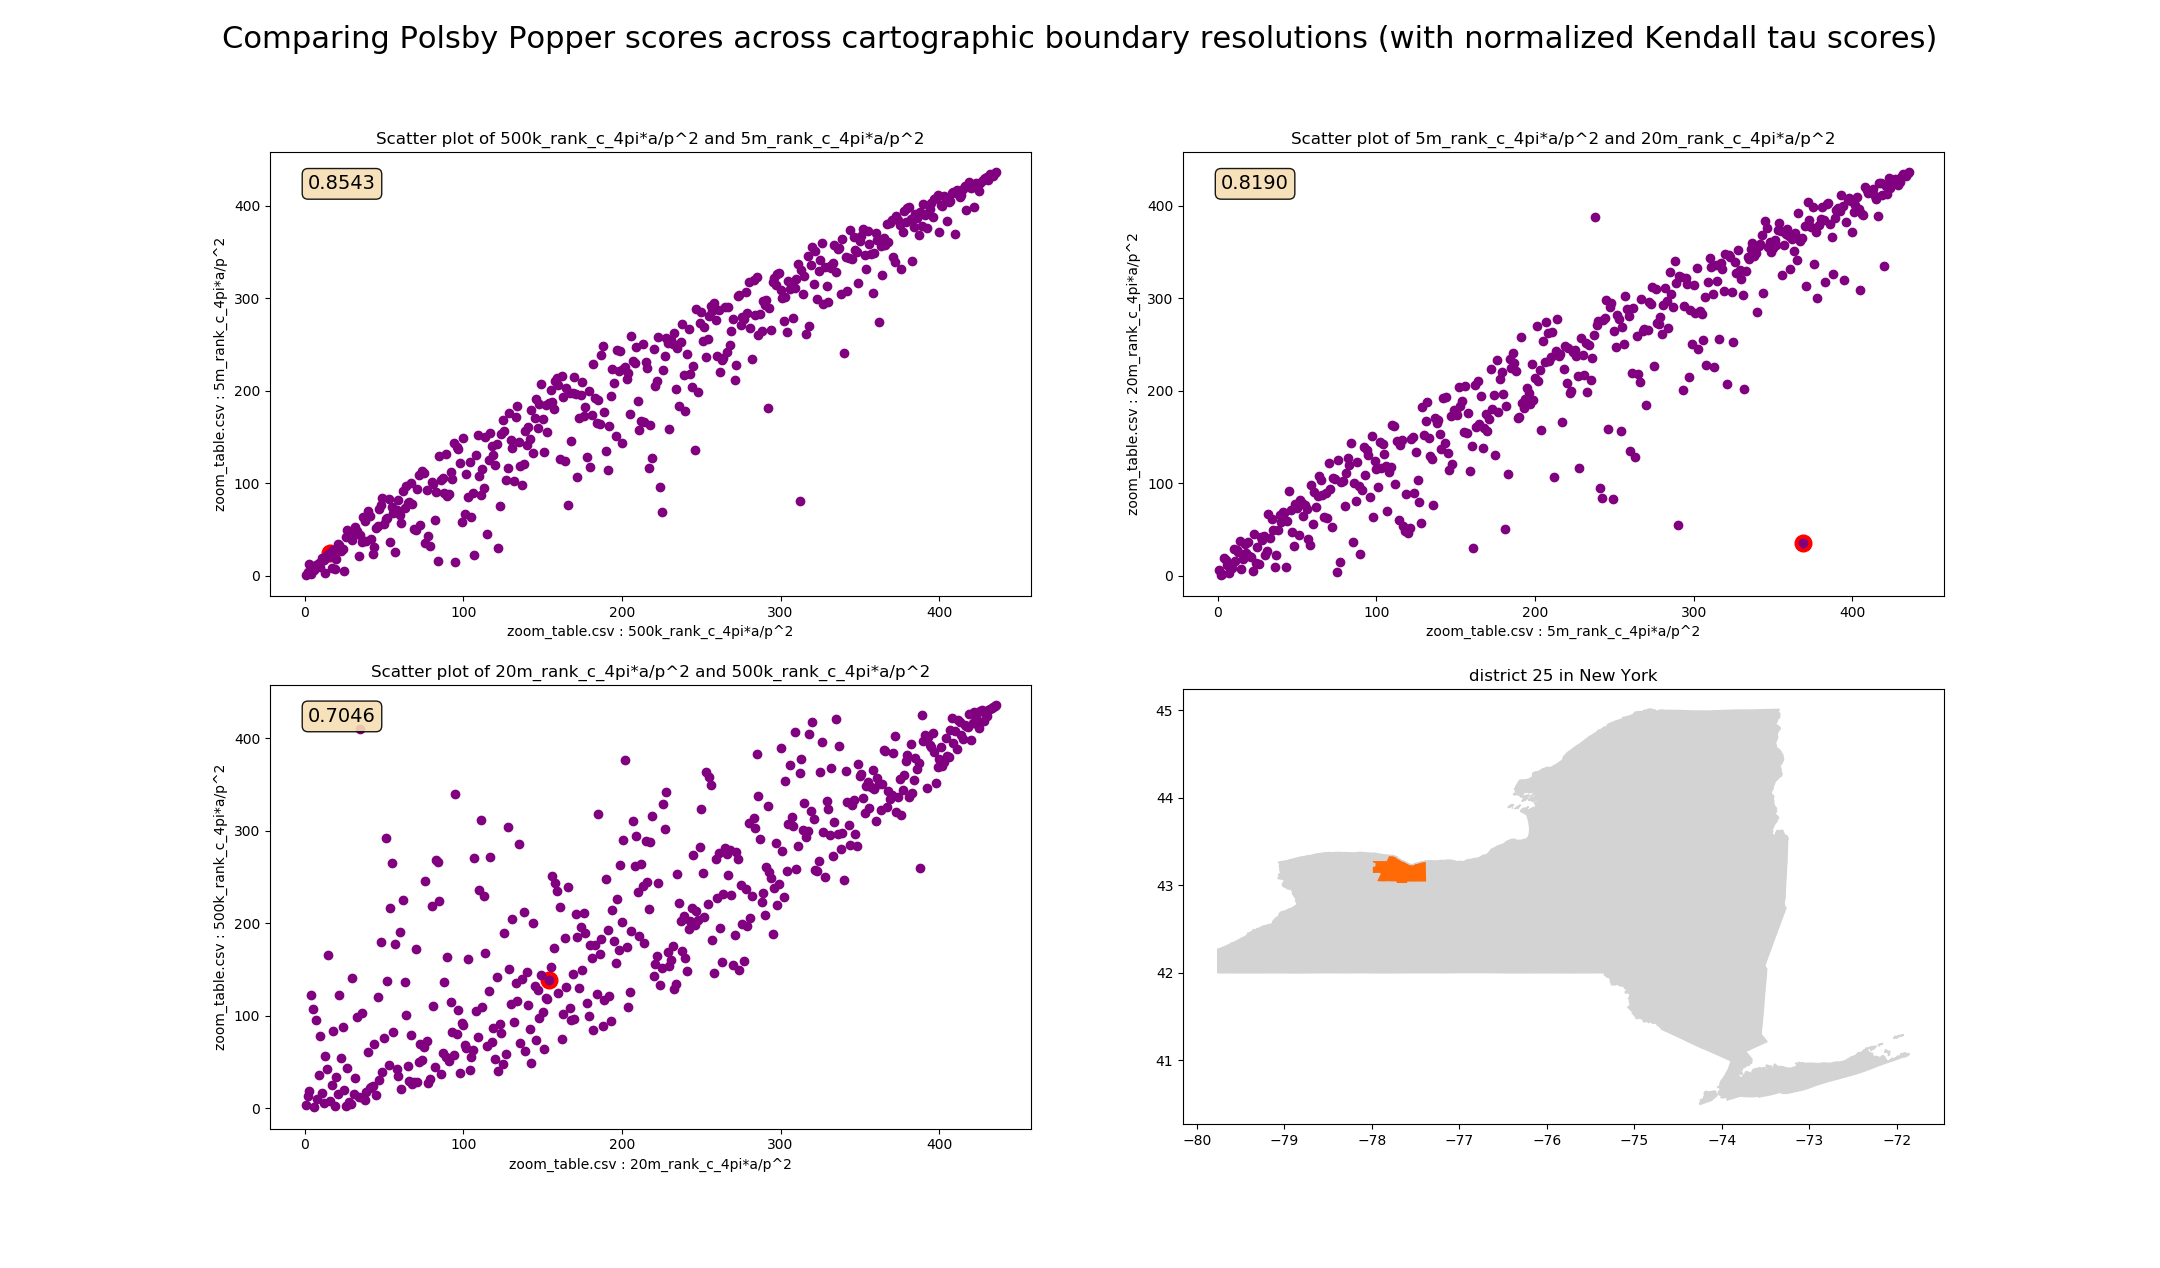 Comparing Polsby Popper scores across cartographic boundary resolutions (with normalized Kendall tau scores)
Scatter plot of 500k_rank_c_4pi*a/p^2 and 5m_rank_c_4pi*a/p^2
0.8543
zoom_table.csv : 5m_rank_c_4pi*a/p^2
400
300
200
100
0
0 100 200 300 400
zoom_table.csv : 500k_rank_c_4pi*a/p^2
Scatter plot of 5m_rank_c_4pi*a/p^2 and 20m_rank_c_4pi*a/p^2
0.8190
zoom_table.csv : 20m_rank_c_4pi*a/p^2
400
300
200
100
0
0 100 200 300 400
zoom_table.csv : 5m_rank_c_4pi*a/p^2
Scatter plot of 20m_rank_c_4pi*a/p^2 and 500k_rank_c_4pi*a/p^2
0.7046
zoom_table.csv : 500k_rank_c_4pi*a/p^2
400
300
200
100
0
0 100 200 300 400
zoom_table.csv : 20m_rank_c_4pi*a/p^2
district 25 in New York
45
44
43
42
41
−80 −79 −78 −77 −76 −75 −74 −73 −72